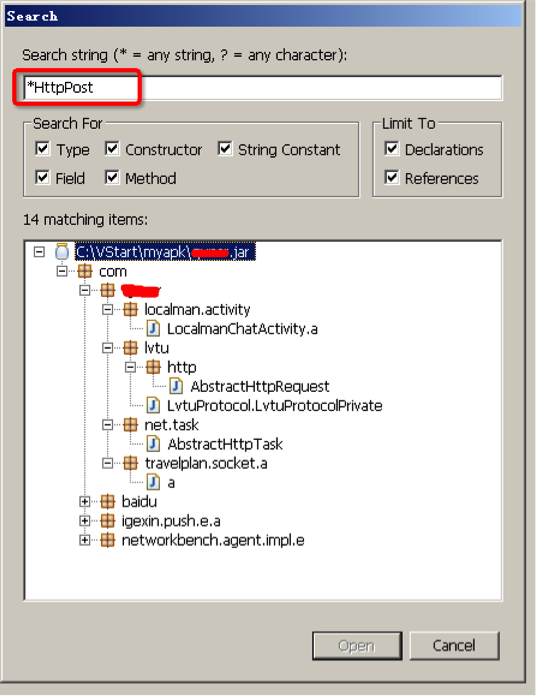 Search
Search string (* = any string, ? = any character):
*HttpPost
Search For
Limit To
Type Constructor String Constant
Declarations
Field Method
References
14 matching items:
C:\VStart\myapk\ .jar
com
localman.activity
LocalmanChatActivity.a
lvtu
http
AbstractHttpRequest
LvtuProtocol.LvtuProtocolPrivate
net.task
AbstractHttpTask
travelplan.socket.a
a
baidu
igexin.push.e.a
networkbench.agent.impl.e
Open Cancel